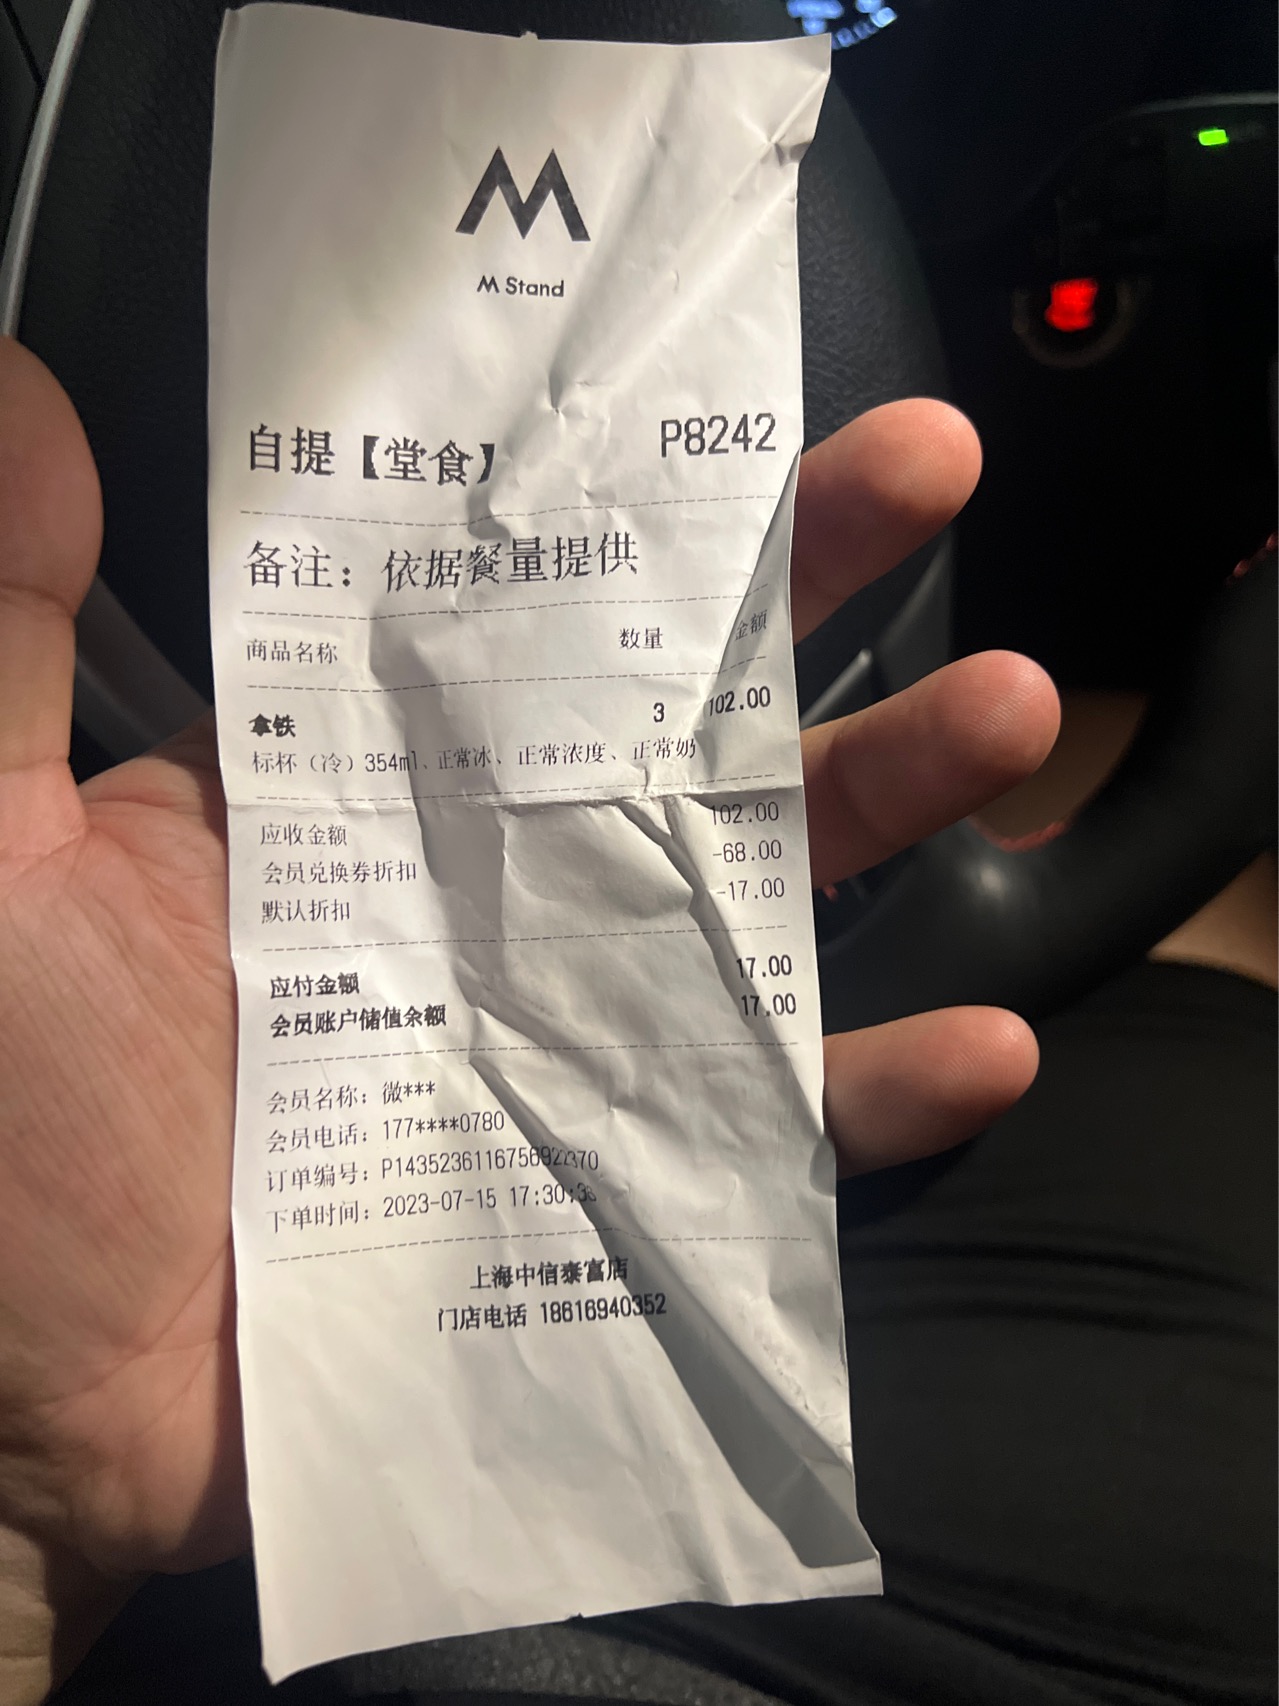 M Stand
自提【堂食】 P8242
备注：依据餐量提供
商品名称 数量 金额
拿铁 3 102.00
标杯（冷）354ml、正常冰、正常浓度、正常奶
应收金额 102.00
会员兑换券折扣 -68.00
默认折扣 -17.00
应付金额 17.00
会员账户储值余额 17.00
会员名称：微***
会员电话：177****0780
订单编号：
下单时间：2023-07-15
上海中信泰富店
门店电话 18616940352